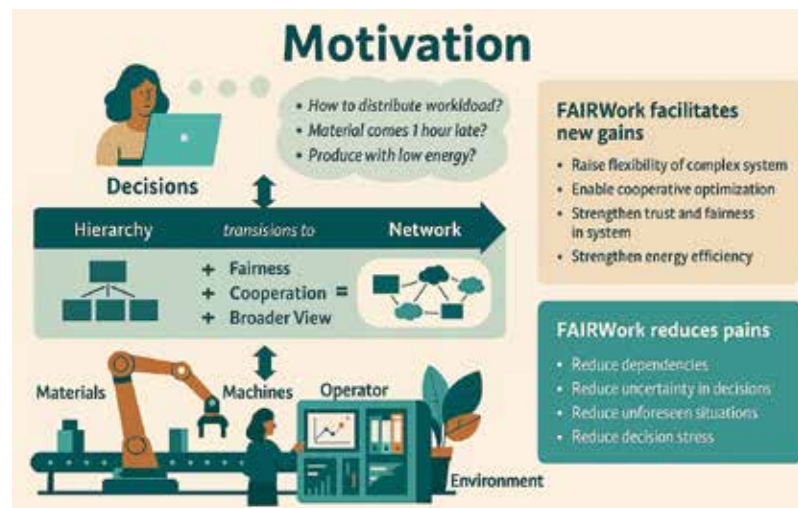 Motivation
• How to distribute workldoad?
• Material comes 1 hour late?
• Produce with low energy?
Decisions
Hierarchy transisions to Network
+ Fairness
+ Cooperation =
+ Broader View
Materials Machines Operator
Environment
FAIRWork facilitates
new gains
• Raise flexibility of complex system
• Enable cooperative optimization
• Strengthen trust and fairness
in system
• Strengthen energy efficiency
FAIRWork reduces pains
• Reduce dependencies
• Reduce uncertainty in decisions
• Reduce unforeseen situations
• Reduce decision stress